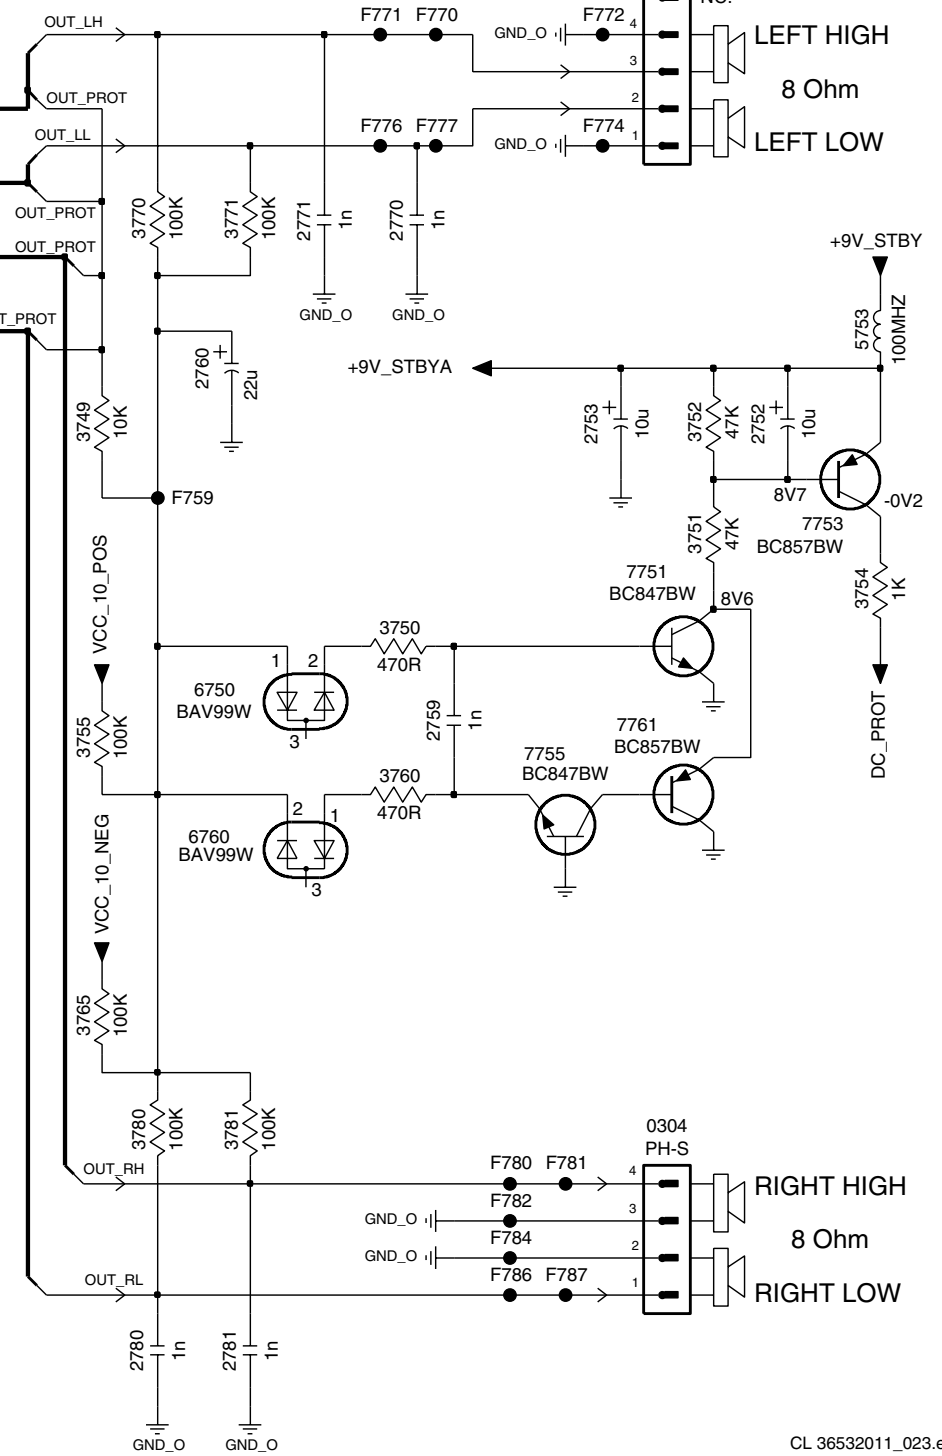 NO.
OUT_LH
F771 F770
F772
GND_O
4
LEFT HIGH
3
8 Ohm
OUT_PROT
2
OUT_LL
F776 F777
F774
GND_O
1
LEFT LOW
OUT_PROT
3770
100K
3771
100K
2771
1n
2770
1n
OUT_PROT
+9V_STBY
GND_O
GND_O
T_PROT
5753
100MHZ
2760
22u
+9V_STBYA
3749
10K
2753
10u
3752
47K
2752
10u
F759
8V7
-0V2
7753
BC857BW
3751
47K
VCC_10_POS
7751
BC847BW
8V6
3754
1K
3750
470R
1
2
6750
BAV99W
3
2759
1n
3755
100K
7761
BC857BW
DC_PROT
7755
BC847BW
3760
470R
2
1
6760
BAV99W
3
VCC_10_NEG
3765
100K
3780
100K
3781
100K
0304
PH-S
OUT_RH
F780 F781
4
RIGHT HIGH
F782
GND_O
3
8 Ohm
F784
GND_O
2
OUT_RL
F786 F787
1
RIGHT LOW
2780
1n
2781
1n
GND_O
GND_O
CL 36532011_023.e